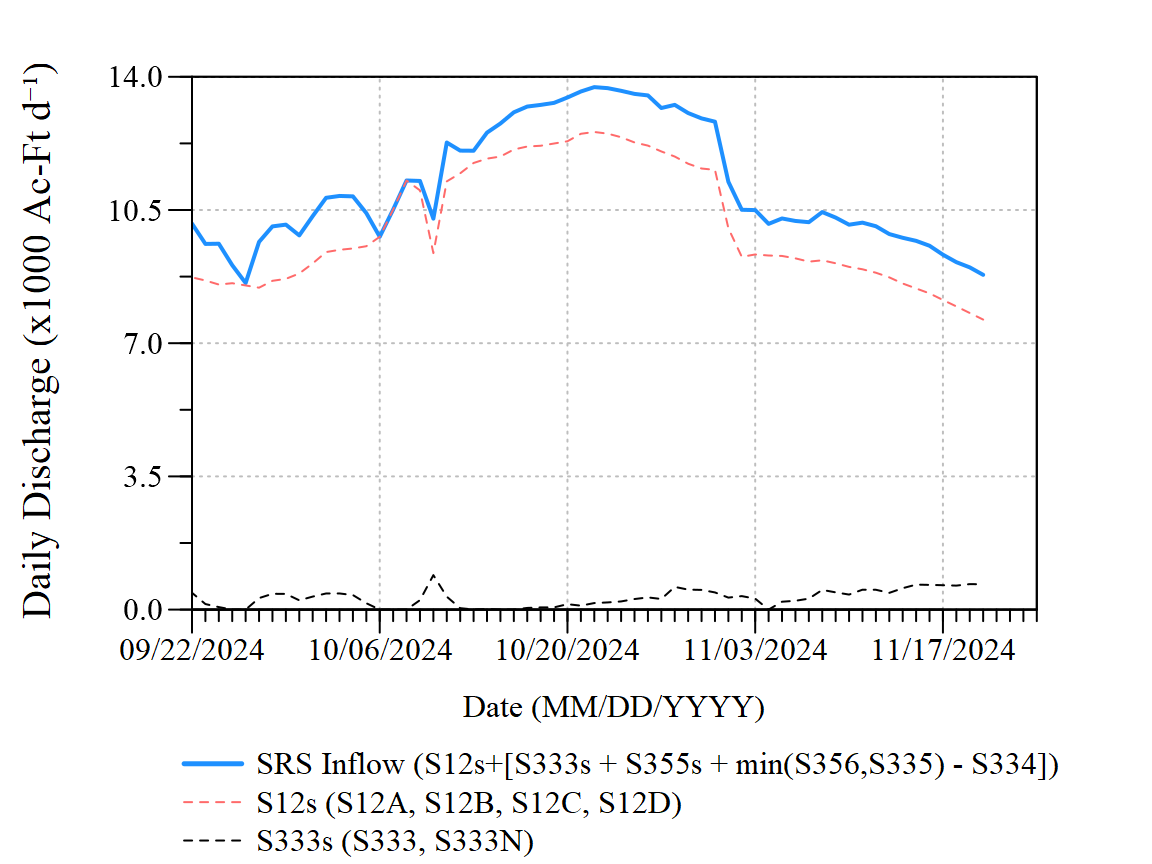 Daily Discharge (x1000 Ac-Ft d⁻¹)
14.0
10.5
7.0
3.5
0.0
09/22/2024 10/06/2024 10/20/2024 11/03/2024 11/17/2024
Date (MM/DD/YYYY)
SRS Inflow (S12s+[S333s + S355s + min(S356,S335) - S334])
S12s (S12A, S12B, S12C, S12D)
S333s (S333, S333N)